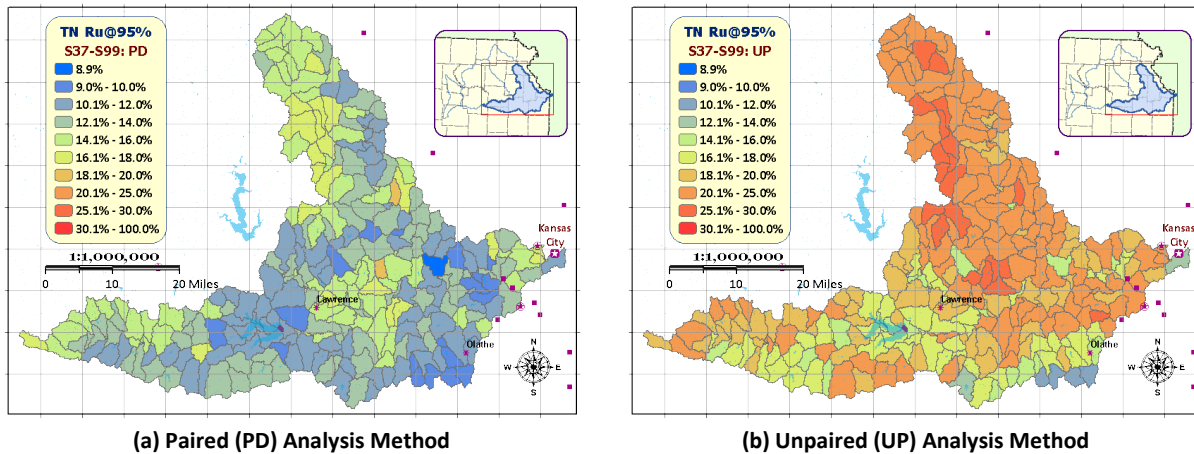 TN Ru@95%
S37-S99: PD
8.9%
9.0% - 10.0%
10.1% - 12.0%
12.1% - 14.0%
14.1% - 16.0%
16.1% - 18.0%
18.1% - 20.0%
20.1% - 25.0%
25.1% - 30.0%
30.1% - 100.0%
1:1,000,000
0 10 20 Miles
Kansas
City
Lawrence
Olathe
N
W E
S
(a) Paired (PD) Analysis Method
TN Ru@95%
S37-S99: UP
8.9%
9.0% - 10.0%
10.1% - 12.0%
12.1% - 14.0%
14.1% - 16.0%
16.1% - 18.0%
18.1% - 20.0%
20.1% - 25.0%
25.1% - 30.0%
30.1% - 100.0%
1:1,000,000
0 10 20 Miles
Kansas
City
Lawrence
Olathe
N
W E
S
(b) Unpaired (UP) Analysis Method